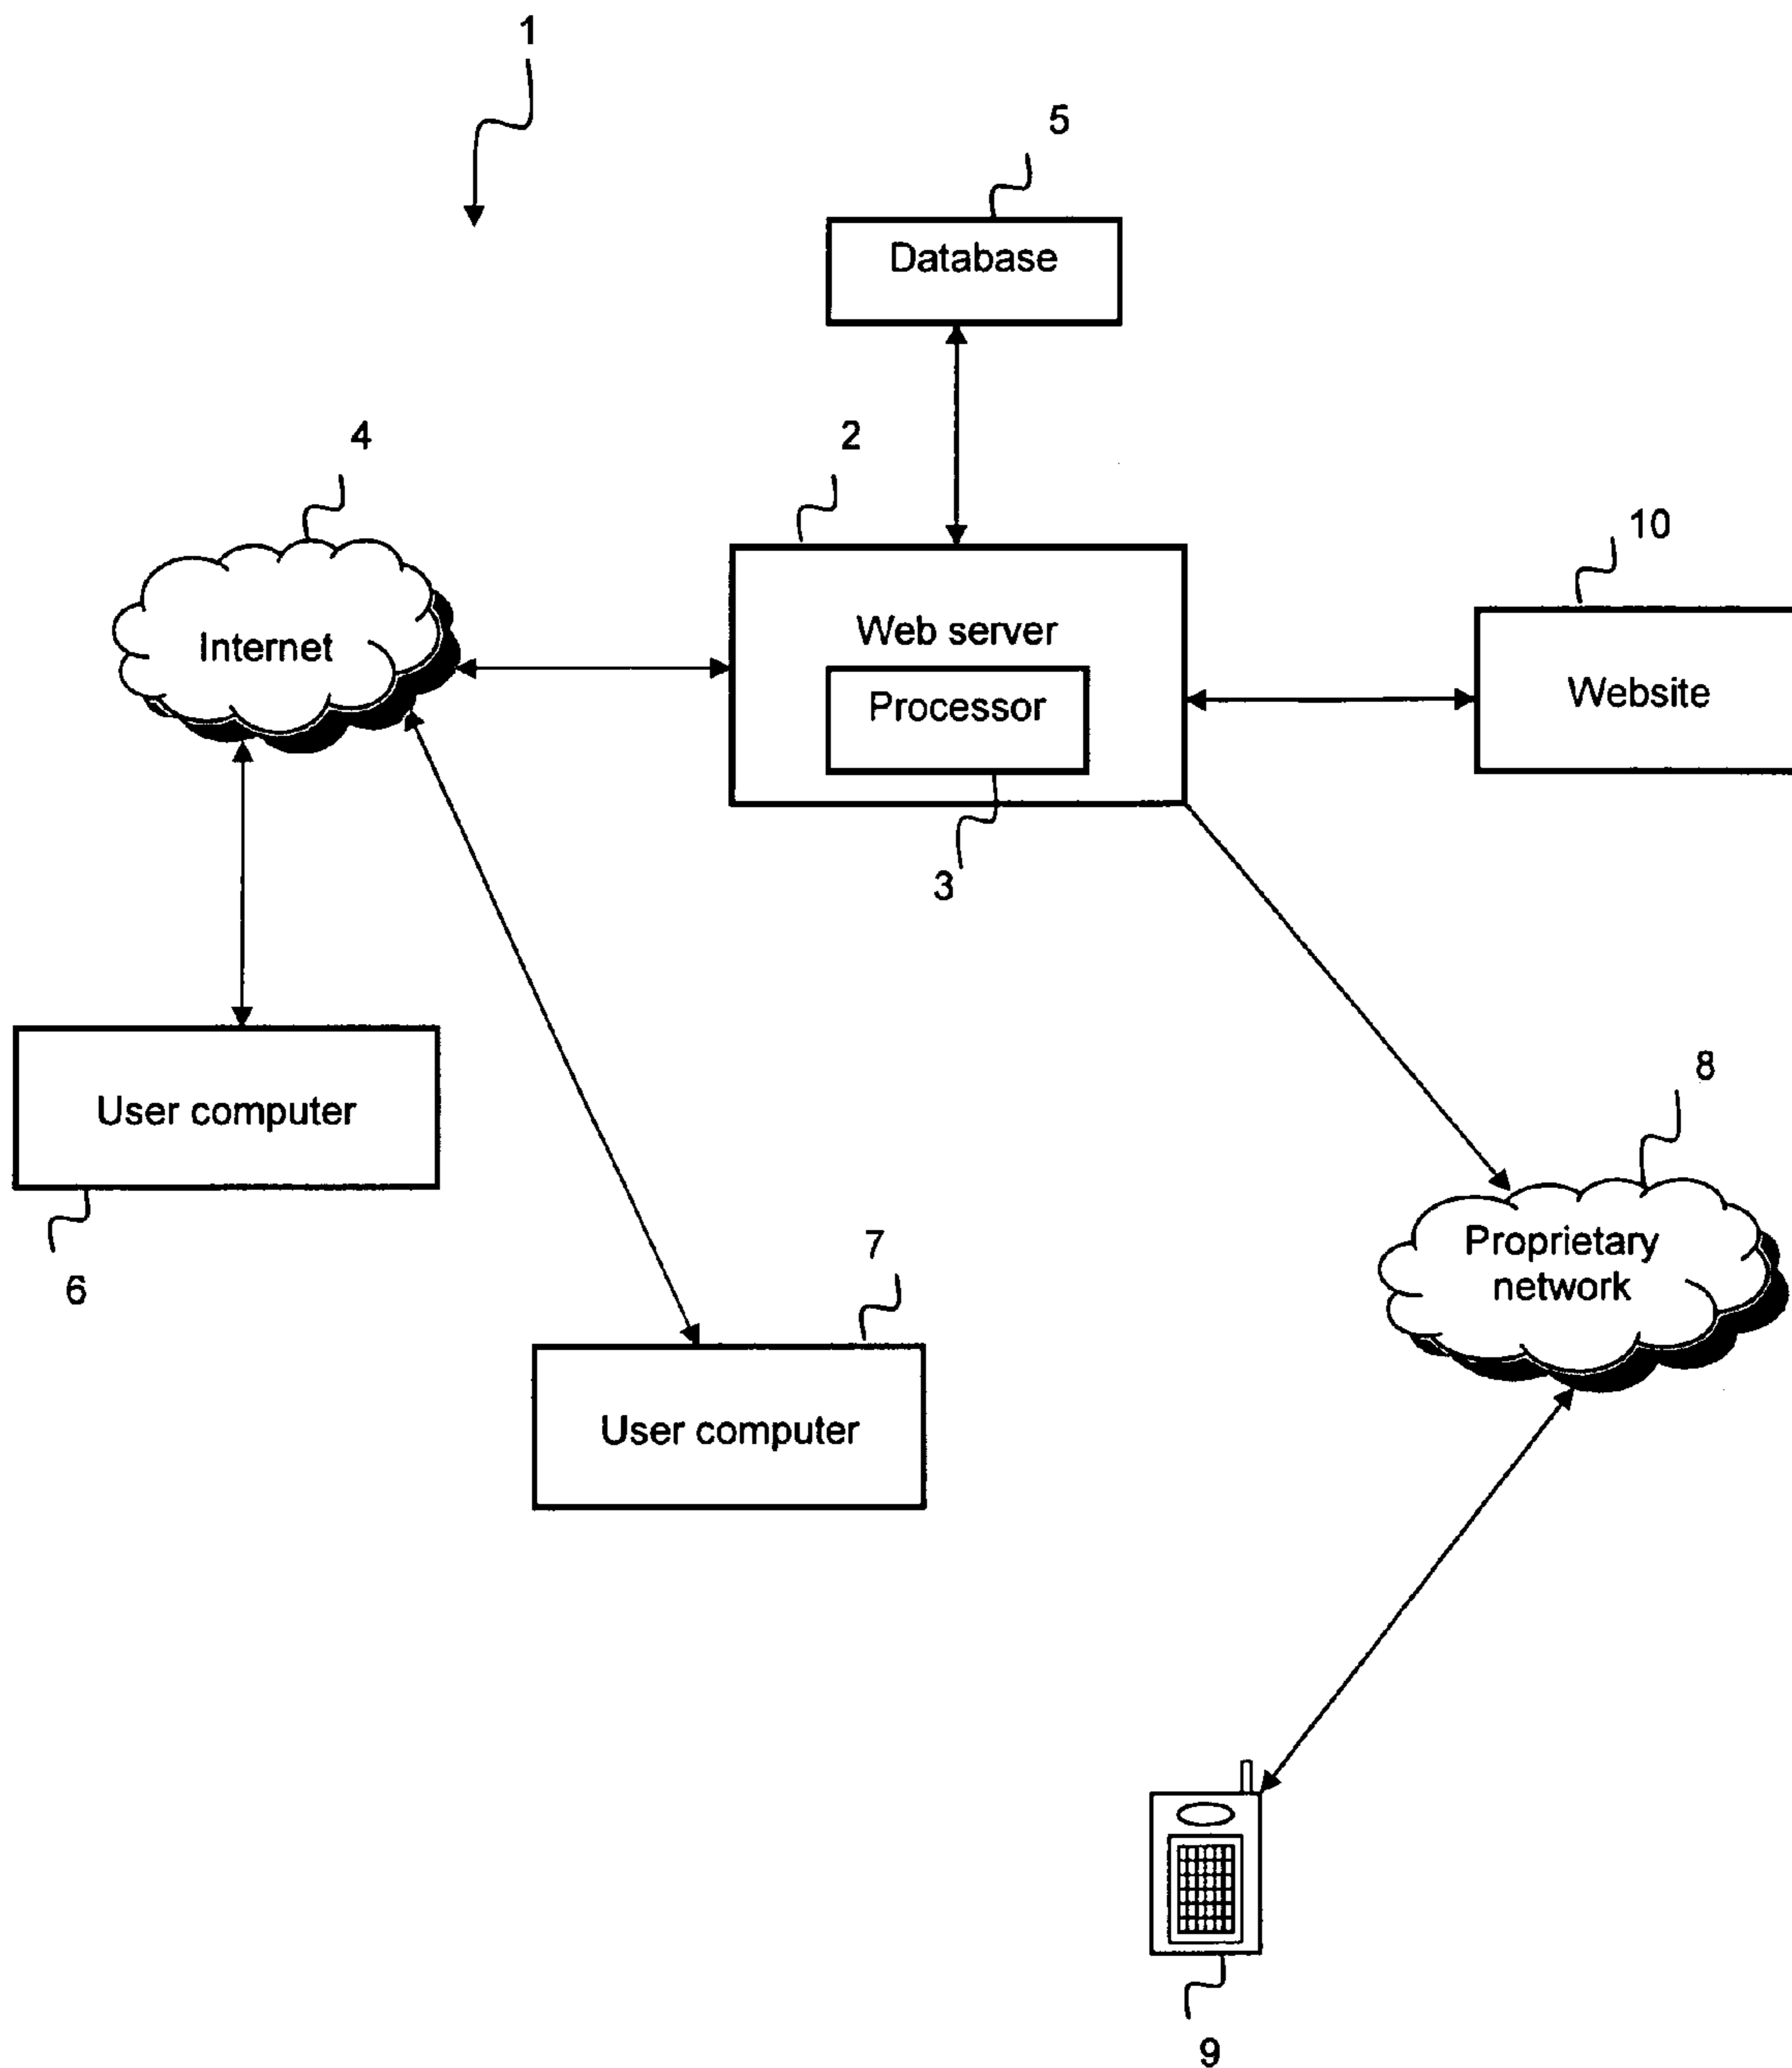 1
5
Database
4
2
10
Internet
Web server
Processor
Website
3
8
User computer
6
7
Proprietary
network
User computer
9